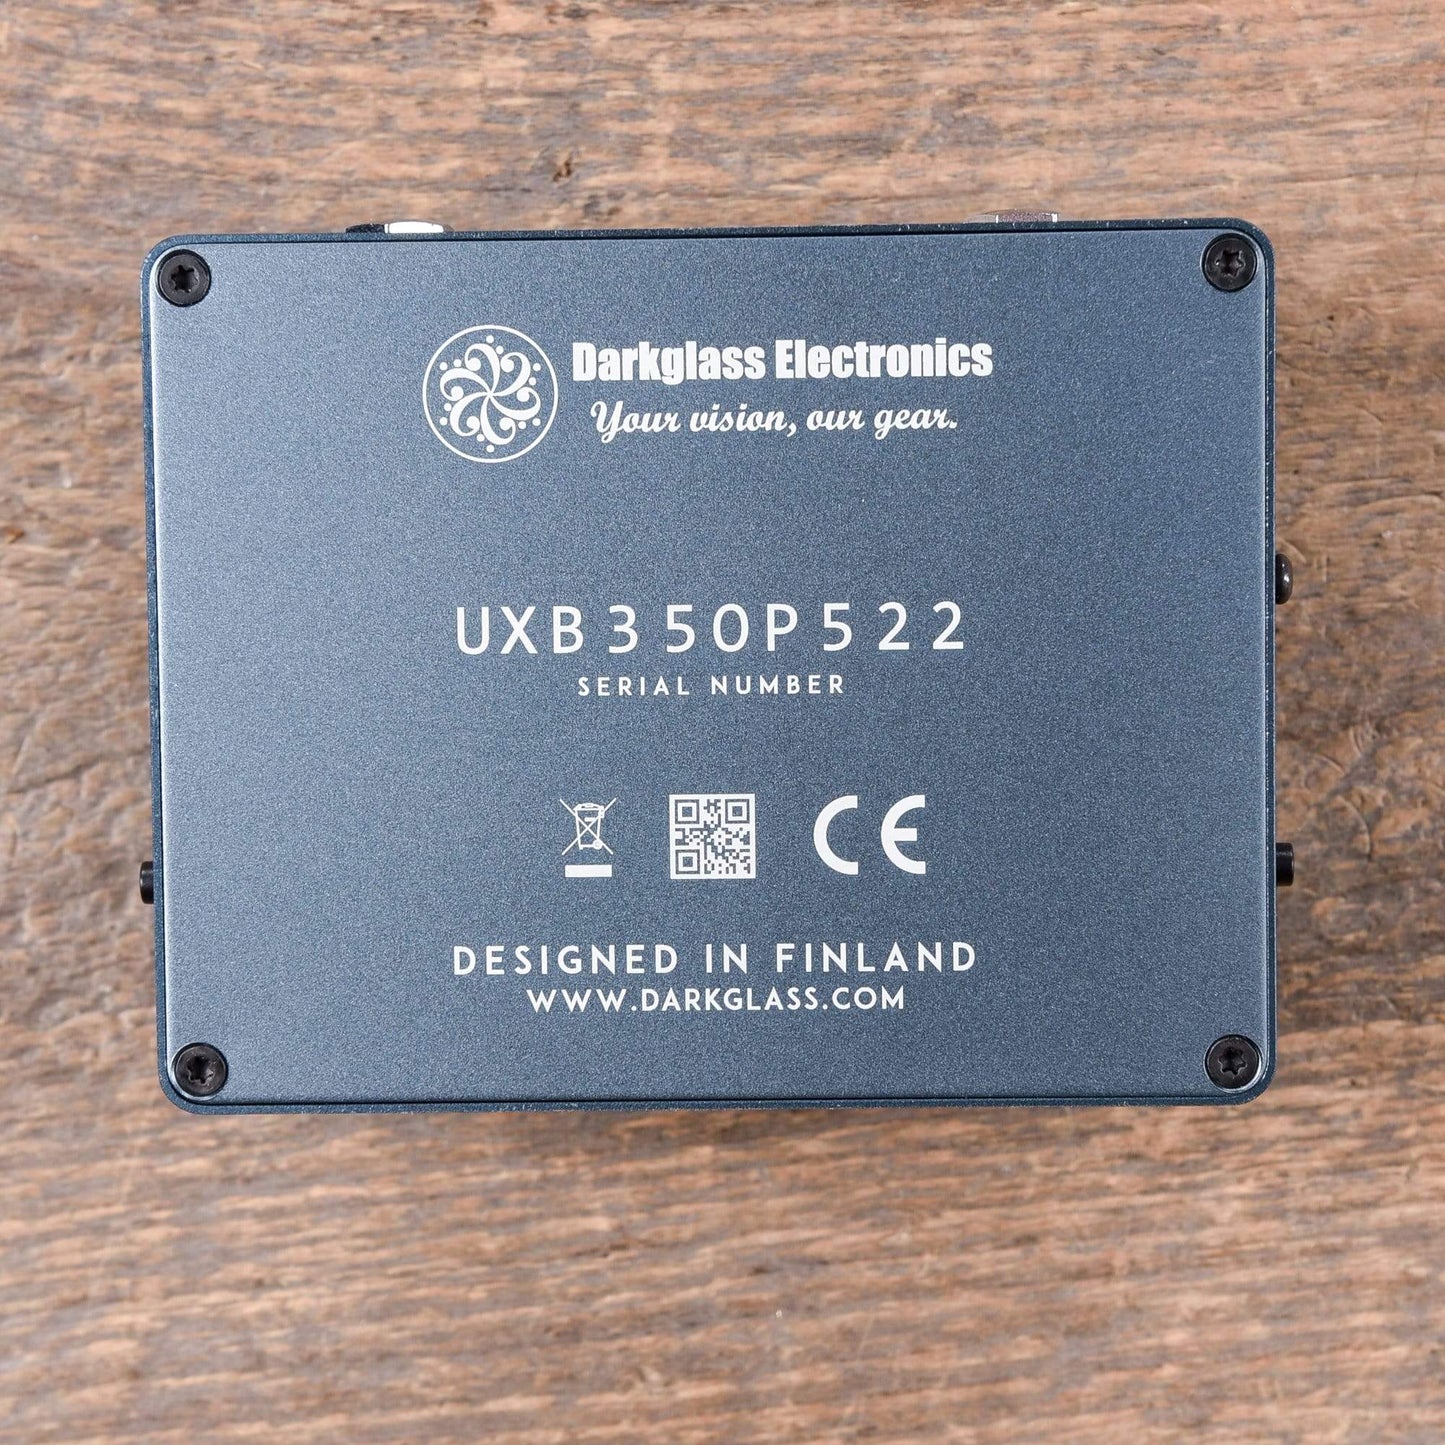 Darkglass Electronics
Your vision, our gear.
UXB350P522
SERIAL NUMBER
CE
DESIGNED IN FINLAND
WWW.DARKGLASS.COM